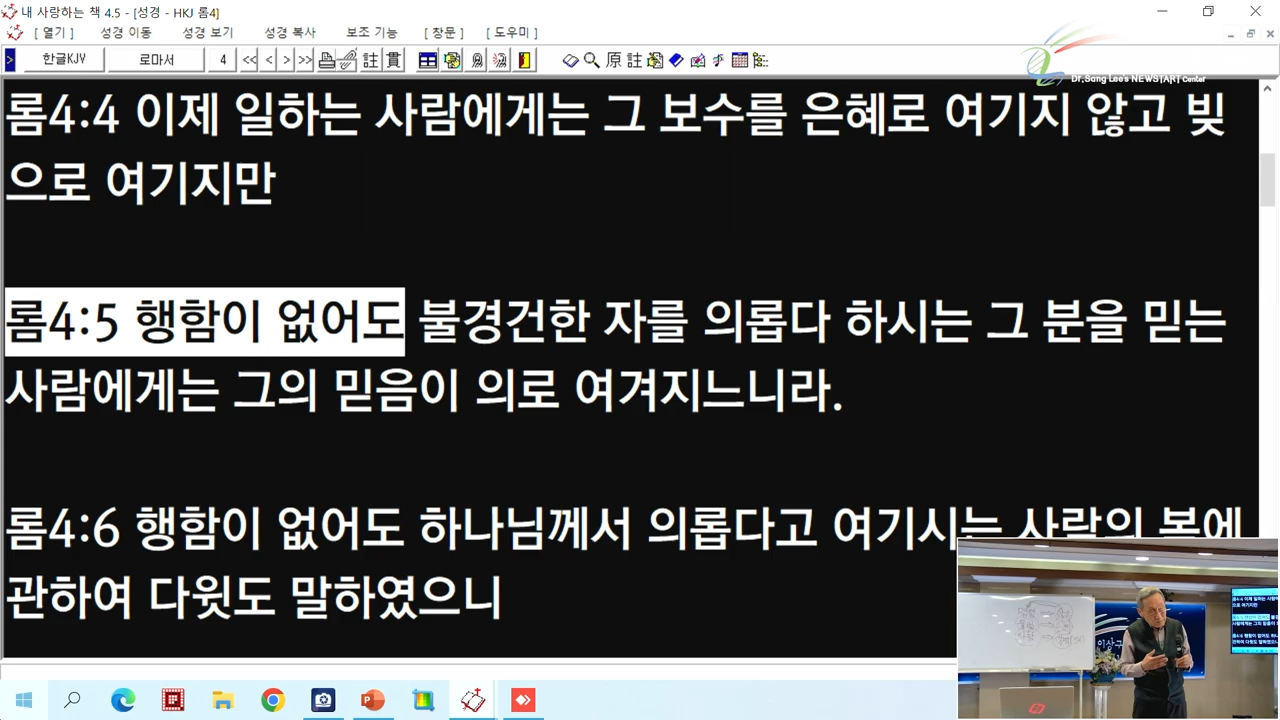 내 사랑하는 책 4.5 - [성경 - HKJ 롬4]
[ 열기 ] 성경 이동 성경 보기 성경 복사 보조 기능 [ 창문 ] [ 도우미 ]
한글KJV 로마서 4 << < > >> 註 貫 原 註
Dr.Sang Lee's NEWSTART Center
롬4:4 이제 일하는 사람에게는 그 보수를 은혜로 여기지 않고 빚
으로 여기지만
롬4:5 행함이 없어도 불경건한 자를 의롭다 하시는 그 분을 믿는
사람에게는 그의 믿음이 의로 여겨지느니라.
롬4:6 행함이 없어도 하나님께서 의롭다고 여기시는 사람의 복에
관하여 다윗도 말하였으니
이상구